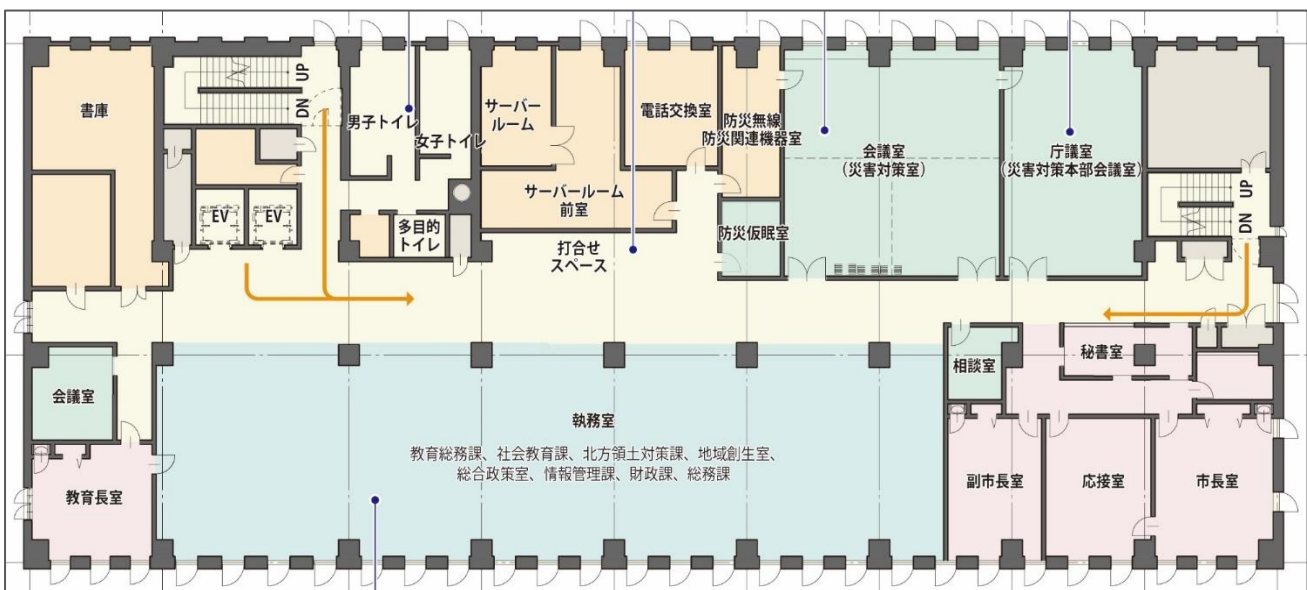 書庫
UP
DN
男子トイレ
女子トイレ
EV
EV
多目的
トイレ
サーバー
ルーム
サーバールーム
前室
電話交換室
防災無線
防災関連機器室
防災仮眠室
打合せ
スペース
会議室
(災害対策室)
庁議室
(災害対策本部会議室)
UP
DN
会議室
教育長室
執務室
教育総務課、社会教育課、北方領土対策課、地域創生室、
総合政策室、情報管理課、財政課、総務課
相談室
秘書室
副市長室
応接室
市長室